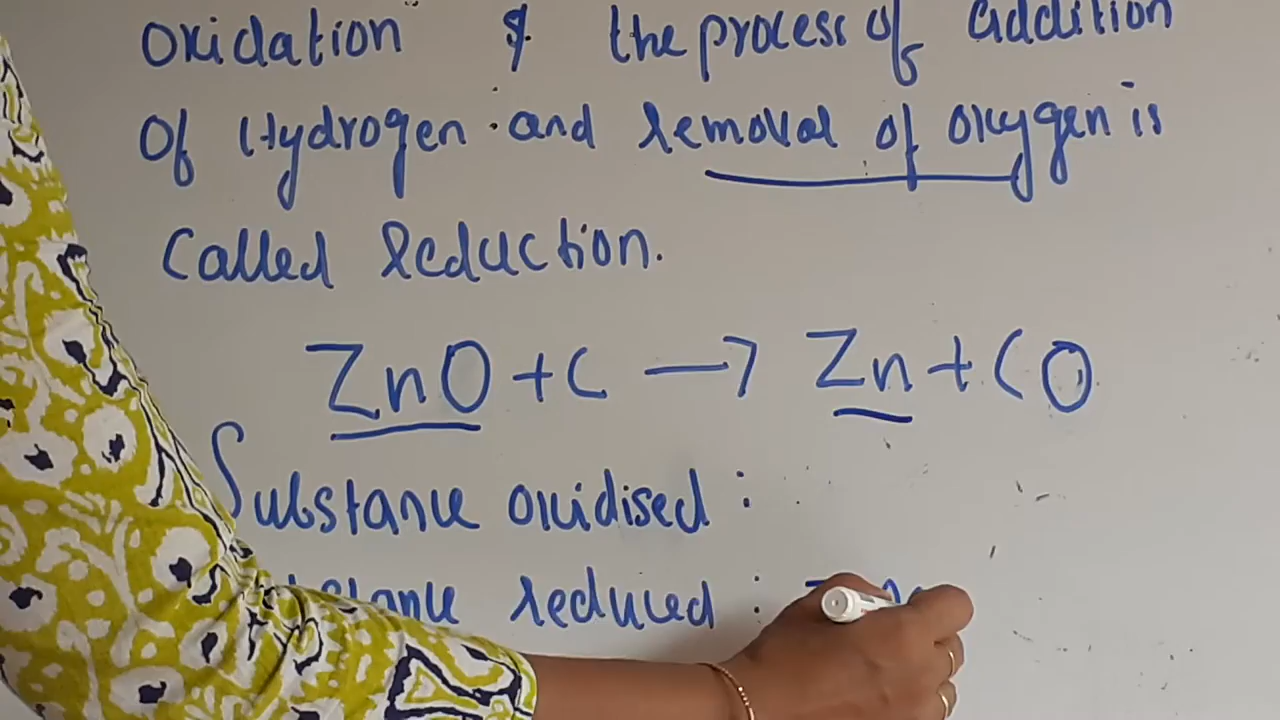 Oxidation & the process of addition
of Hydrogen and removal of oxygen is
called reduction.
ZnO + C → Zn + CO
Substance oxidised :
reduced :